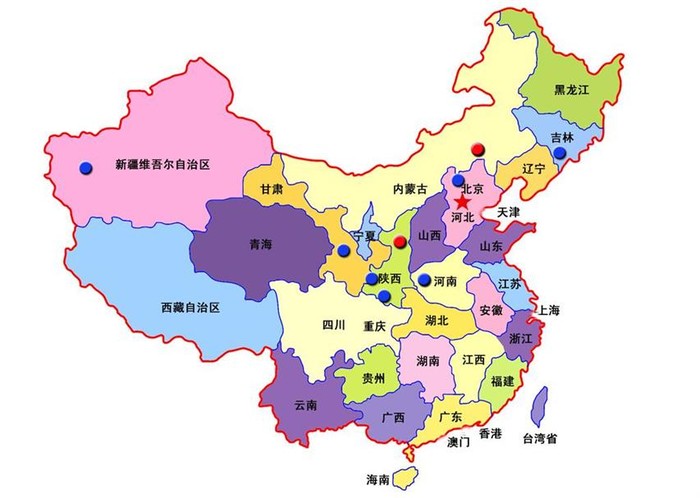 黑龙江
吉林
辽宁
新疆维吾尔自治区
甘肃
内蒙古
北京
河北
天津
宁夏
山西
青海
山东
陕西
河南
江苏
西藏自治区
安徽
上海
四川
重庆
湖北
浙江
湖南
江西
贵州
福建
云南
广西
广东
香港
澳门
台湾省
海南